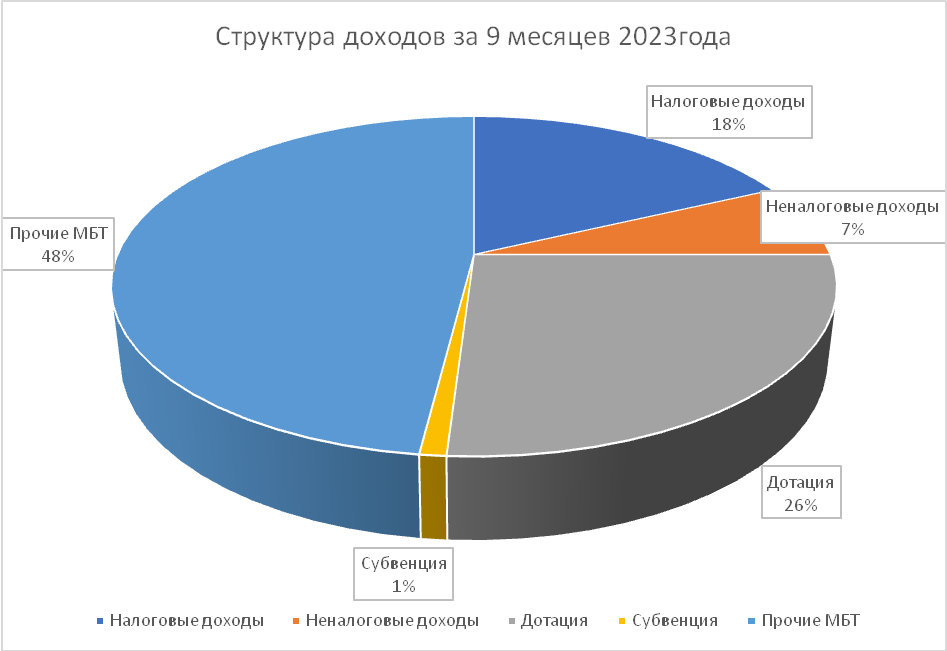 Структура доходов за 9 месяцев 2023года
Налоговые доходы
18%
Неналоговые доходы
7%
Прочие МБТ
48%
Дотация
26%
Субвенция
1%
Налоговые доходы Неналоговые доходы Дотация Субвенция Прочие МБТ